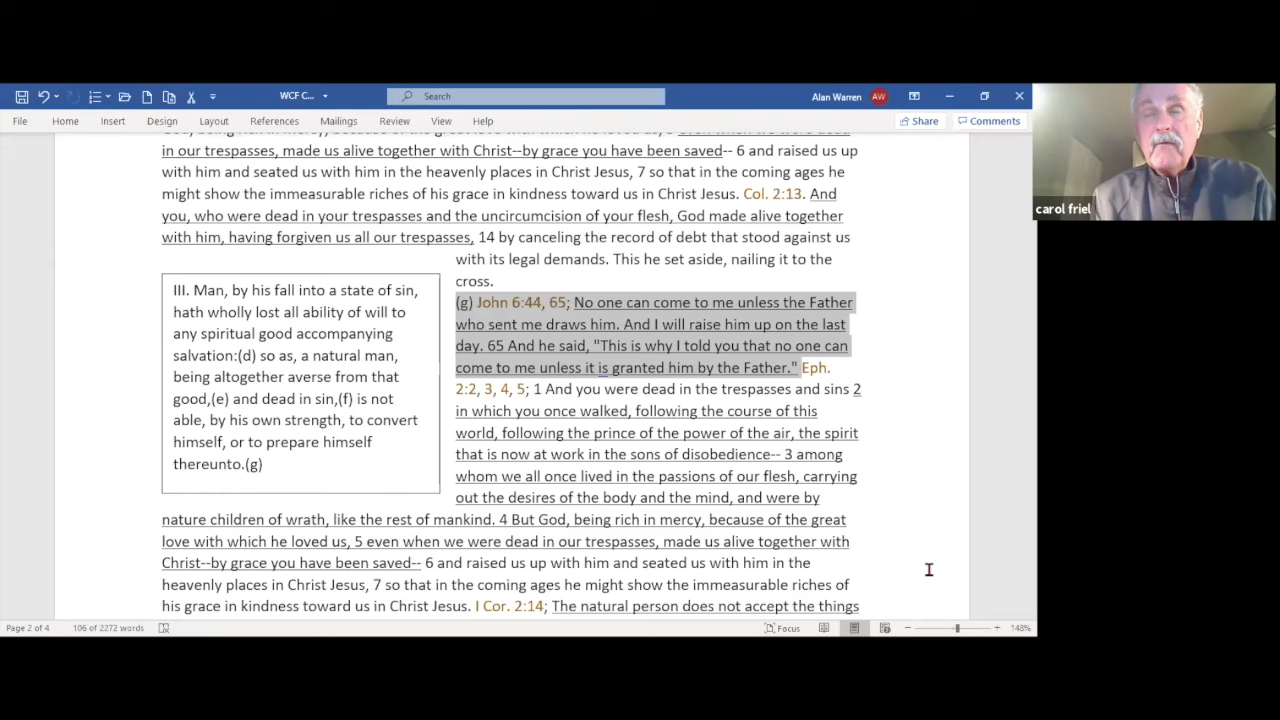 WCF C...
Search
Alan Warren AW
File Home Insert Design Layout References Mailings Review View Help Share Comments
in our trespasses, made us alive together with Christ--by grace you have been saved-- 6 and raised us up
with him and seated us with him in the heavenly places in Christ Jesus, 7 so that in the coming ages he
might show the immeasurable riches of his grace in kindness toward us in Christ Jesus. Col. 2:13. And
you, who were dead in your trespasses and the uncircumcision of your flesh, God made alive together
with him, having forgiven us all our trespasses, 14 by canceling the record of debt that stood against us
with its legal demands. This he set aside, nailing it to the
cross.
III. Man, by his fall into a state of sin,
hath wholly lost all ability of will to
any spiritual good accompanying
salvation:(d) so as, a natural man,
being altogether averse from that
good,(e) and dead in sin,(f) is not
able, by his own strength, to convert
himself, or to prepare himself
thereunto.(g)
(g) John 6:44, 65; No one can come to me unless the Father
who sent me draws him. And I will raise him up on the last
day. 65 And he said, "This is why I told you that no one can
come to me unless it is granted him by the Father." Eph.
2:2, 3, 4, 5; 1 And you were dead in the trespasses and sins 2
in which you once walked, following the course of this
world, following the prince of the power of the air, the spirit
that is now at work in the sons of disobedience-- 3 among
whom we all once lived in the passions of our flesh, carrying
out the desires of the body and the mind, and were by
nature children of wrath, like the rest of mankind. 4 But God, being rich in mercy, because of the great
love with which he loved us, 5 even when we were dead in our trespasses, made us alive together with
Christ--by grace you have been saved-- 6 and raised us up with him and seated us with him in the
heavenly places in Christ Jesus, 7 so that in the coming ages he might show the immeasurable riches of
his grace in kindness toward us in Christ Jesus. I Cor. 2:14; The natural person does not accept the things
Page 2 of 4 106 of 2272 words Focus 148%
carol friel